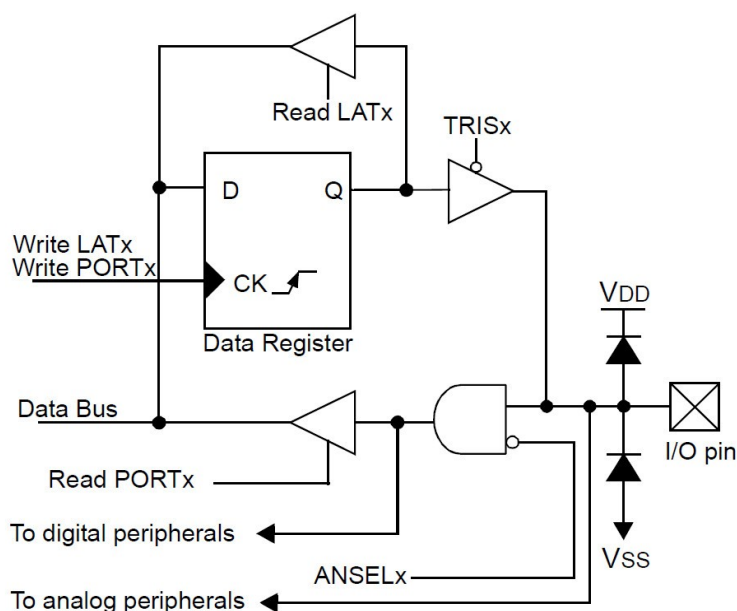 Read LATx
TRISx
D
Q
Write LATx
Write PORTx
CK
Data Register
VDD
Data Bus
I/O pin
Read PORTx
To digital peripherals
VSS
ANSELx
To analog peripherals